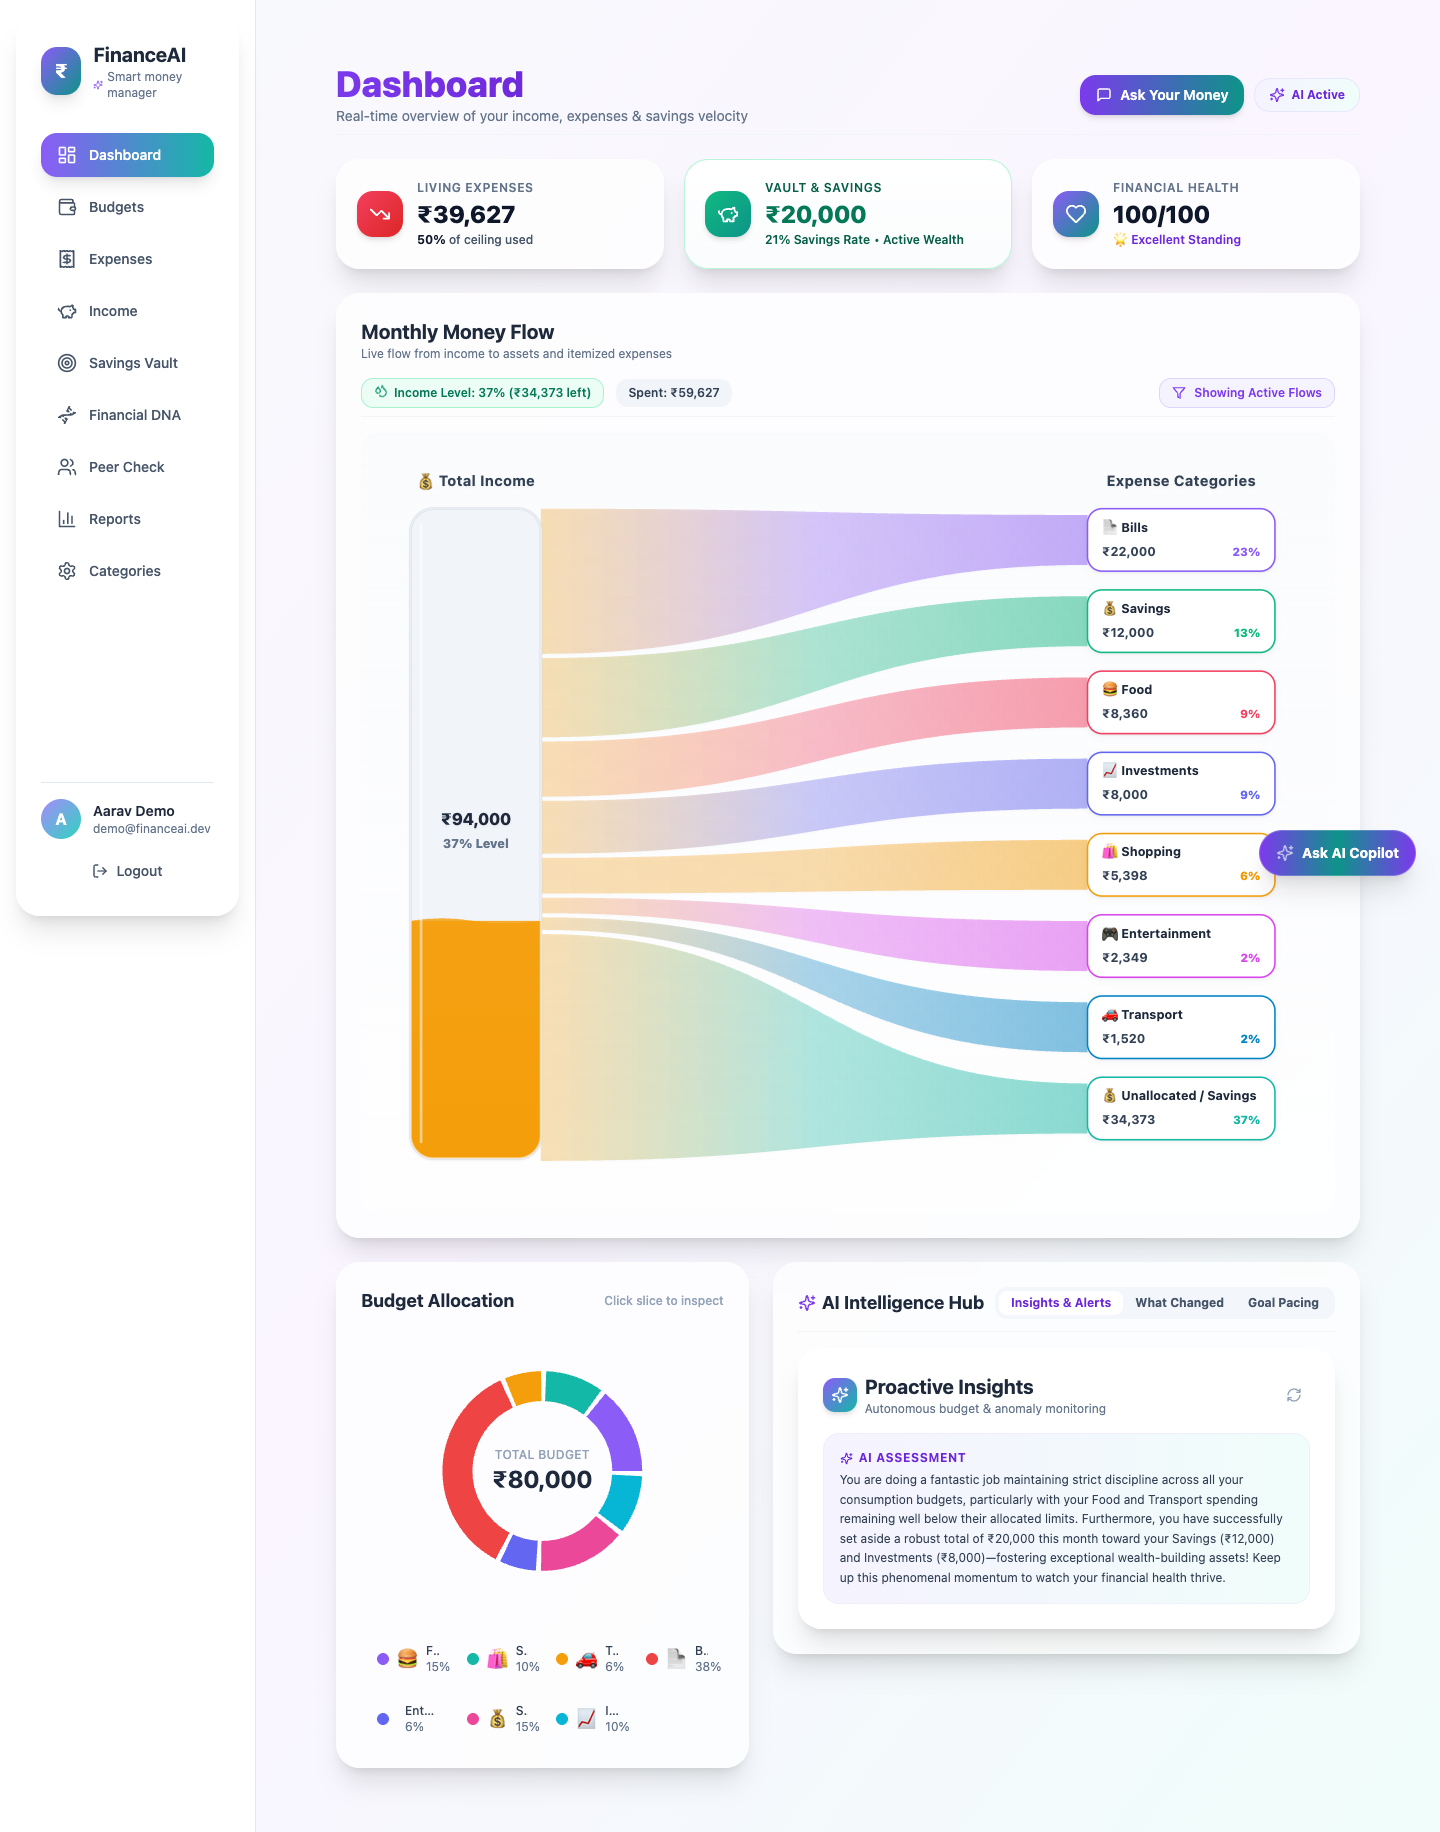 ₹
FinanceAI
Smart money
manager
Dashboard
Budgets
Expenses
Income
Savings Vault
Financial DNA
Peer Check
Reports
Categories
A
Aarav Demo
demo@financeai.dev
Logout
Dashboard
Real-time overview of your income, expenses & savings velocity
Ask Your Money
AI Active
LIVING EXPENSES
₹39,627
50% of ceiling used
VAULT & SAVINGS
₹20,000
21% Savings Rate • Active Wealth
FINANCIAL HEALTH
100/100
🌟 Excellent Standing
Monthly Money Flow
Live flow from income to assets and itemized expenses
Income Level: 37% (₹34,373 left)
Spent: ₹59,627
Showing Active Flows
💰 Total Income
Expense Categories
₹94,000
37% Level
Bills
₹22,000 23%
💰 Savings
₹12,000 13%
🍔 Food
₹8,360 9%
📈 Investments
₹8,000 9%
🛍️ Shopping
₹5,398 6%
🎮 Entertainment
₹2,349 2%
🚗 Transport
₹1,520 2%
💰 Unallocated / Savings
₹34,373 37%
Ask AI Copilot
Budget Allocation
Click slice to inspect
TOTAL BUDGET
₹80,000
F..
15%
S.
10%
T..
6%
B..
38%
Ent...
6%
S.
15%
I...
10%
AI Intelligence Hub
Insights & Alerts
What Changed
Goal Pacing
Proactive Insights
Autonomous budget & anomaly monitoring
AI ASSESSMENT
You are doing a fantastic job maintaining strict discipline across all your
consumption budgets, particularly with your Food and Transport spending
remaining well below their allocated limits. Furthermore, you have successfully
set aside a robust total of ₹20,000 this month toward your Savings (₹12,000)
and Investments (₹8,000)—fostering exceptional wealth-building assets! Keep
up this phenomenal momentum to watch your financial health thrive.